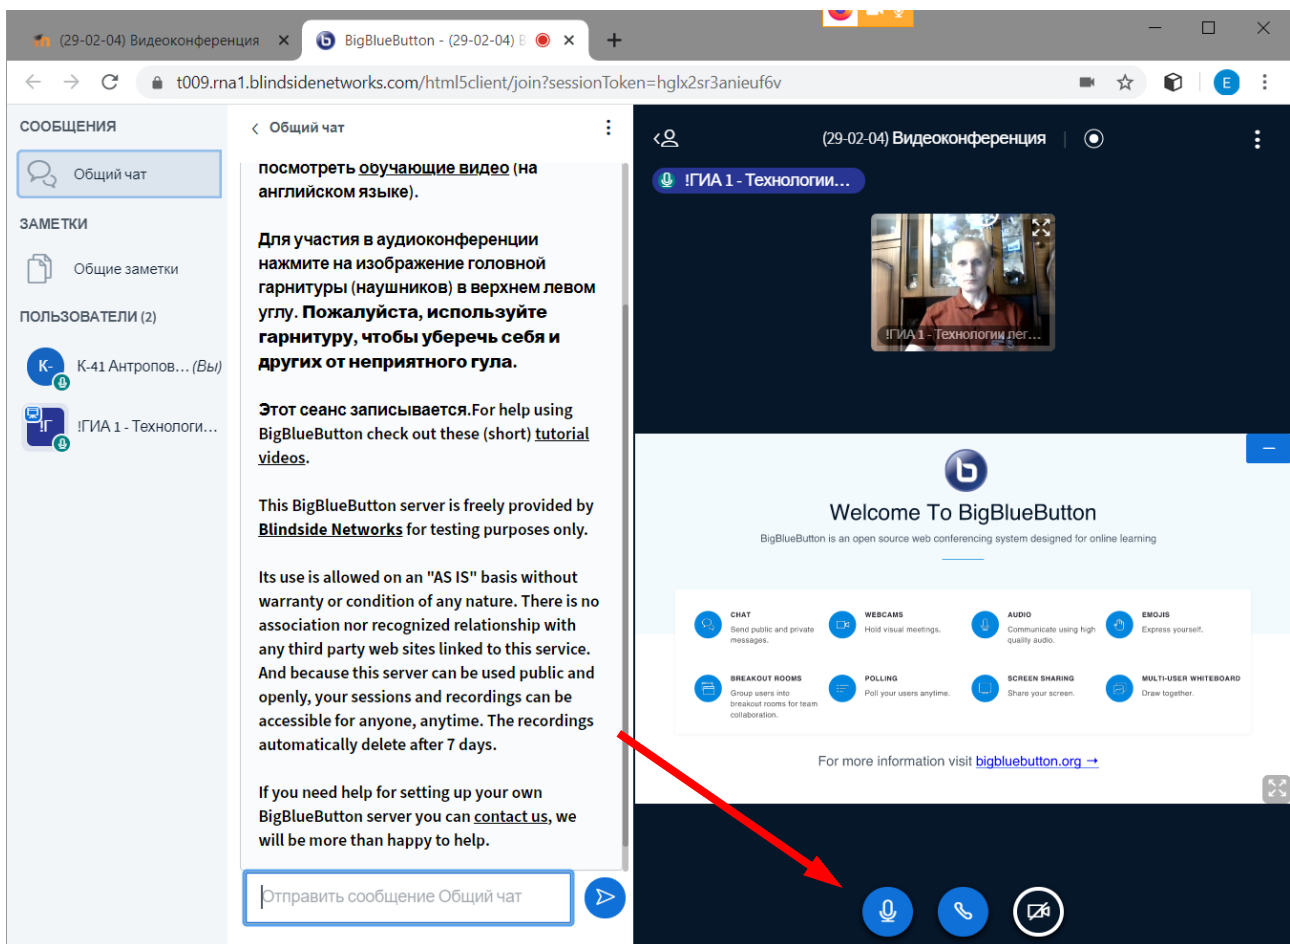 (29-02-04) Видеоконференция
BigBlueButton - (29-02-04) В
t009.rna1.blindsidenetworks.com/html5client/join?sessionToken=hglx2sr3anieuf6v
E
СООБЩЕНИЯ
Общий чат
ЗАМЕТКИ
Общие заметки
ПОЛЬЗОВАТЕЛИ (2)
К-
К-41 Антропов... (Вы)
!Г
!ГИА 1 - Технологи...
Общий чат
посмотреть обучающие видео (на
английском языке).
Для участия в аудиоконференции
нажмите на изображение головной
гарнитуры (наушников) в верхнем левом
углу. Пожалуйста, используйте
гарнитуру, чтобы уберечь себя и
других от неприятного гула.
Этот сеанс записывается.For help using
BigBlueButton check out these (short) tutorial
videos.
This BigBlueButton server is freely provided by
Blindside Networks for testing purposes only.
Its use is allowed on an "AS IS" basis without
warranty or condition of any nature. There is no
association nor recognized relationship with
any third party web sites linked to this service.
And because this server can be used public and
openly, your sessions and recordings can be
accessible for anyone, anytime. The recordings
automatically delete after 7 days.
If you need help for setting up your own
BigBlueButton server you can contact us, we
will be more than happy to help.
Отправить сообщение Общий чат
(29-02-04) Видеоконференция
!ГИА 1 - Технологии...
!ГИА 1 - Технологии лег...
b
Welcome To BigBlueButton
BigBlueButton is an open source web conferencing system designed for online learning
CHAT
Send public and private
messages.
WEBCAMS
Hold visual meetings.
AUDIO
Communicate using high
quality audio.
EMOJIS
Express yourself.
BREAKOUT ROOMS
Group users into
breakout rooms for team
collaboration.
POLLING
Poll your users anytime.
SCREEN SHARING
Share your screen.
MULTI-USER WHITEBOARD
Draw together.
For more information visit bigbluebutton.org →